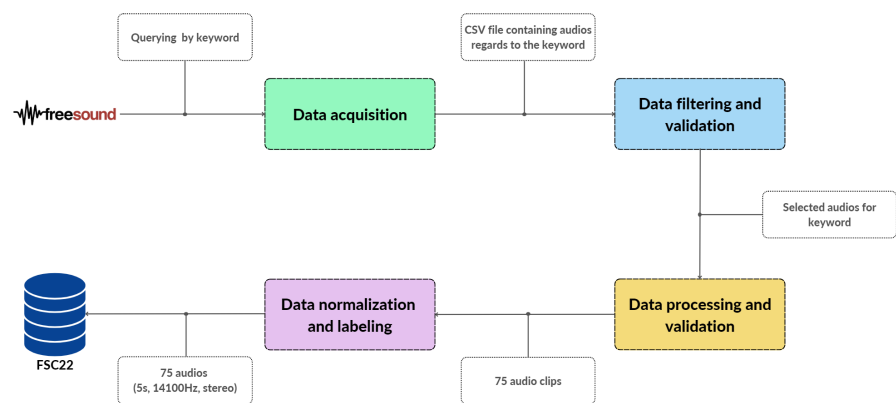 Querying by keyword
CSV file containing audios
regards to the keyword
freesound
Data acquisition
Data filtering and
validation
Selected audios for
keyword
Data processing and
validation
75 audio clips
Data normalization
and labeling
75 audios
(5s, 14100Hz, stereo)
FSC22